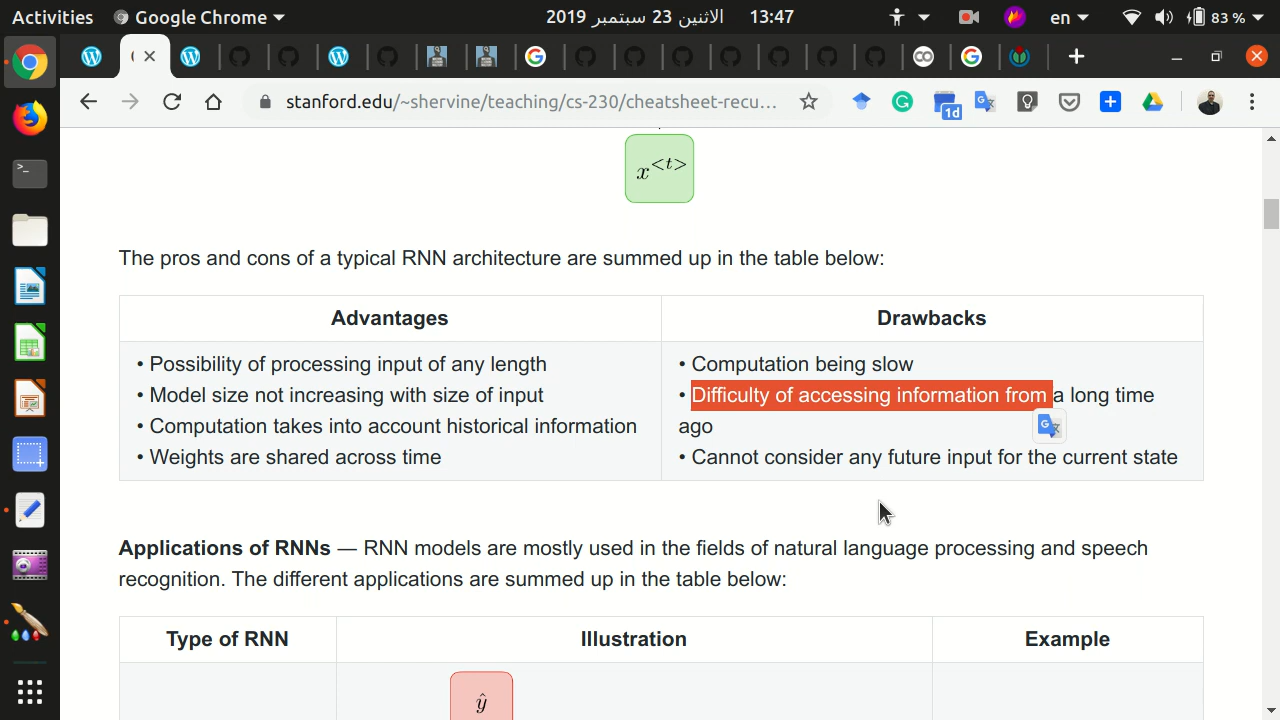 Activities
Google Chrome
الاثنين 23 سبتمبر 2019 13:47
en
83 %
stanford.edu/~shervine/teaching/cs-230/cheatsheet-recu...
1d
x<t>
The pros and cons of a typical RNN architecture are summed up in the table below:
Advantages
Drawbacks
• Possibility of processing input of any length
• Model size not increasing with size of input
• Computation takes into account historical information
• Weights are shared across time
• Computation being slow
• Difficulty of accessing information from a long time
ago
• Cannot consider any future input for the current state
Applications of RNNs — RNN models are mostly used in the fields of natural language processing and speech
recognition. The different applications are summed up in the table below:
Type of RNN
Illustration
Example
ŷ